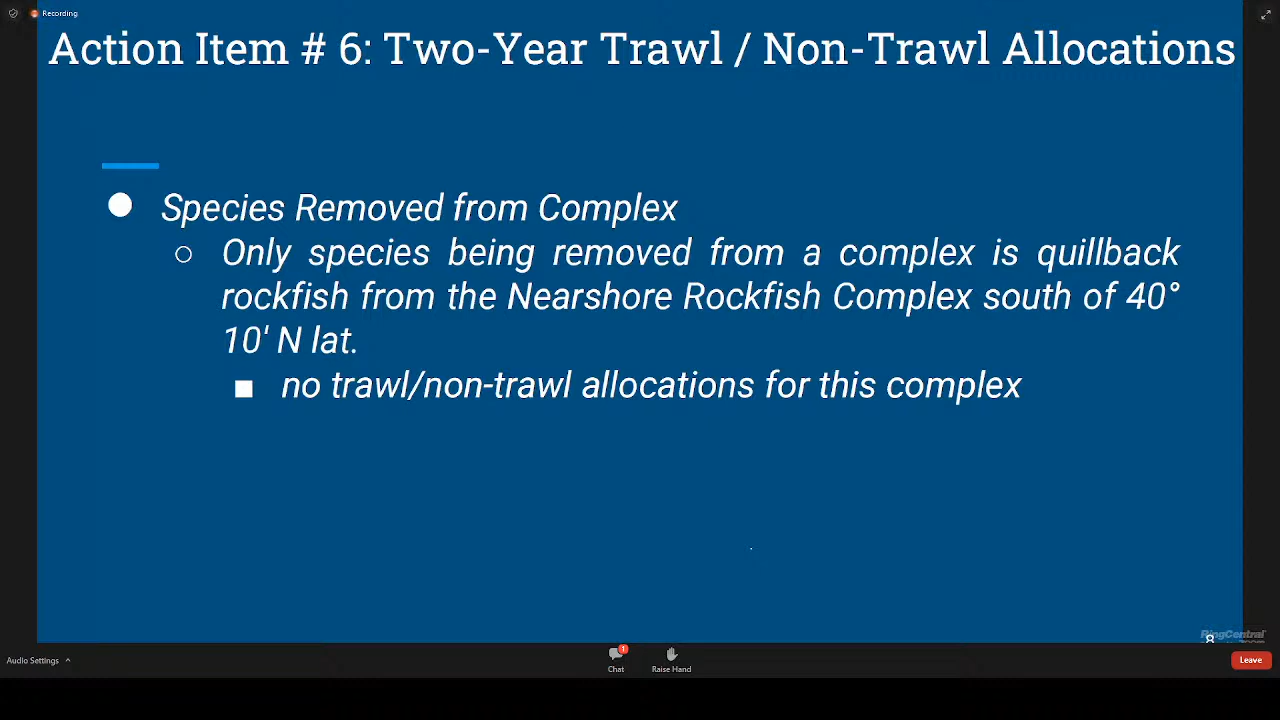 Recording
Action Item # 6: Two-Year Trawl / Non-Trawl Allocations
Species Removed from Complex
Only species being removed from a complex is quillback
rockfish from the Nearshore Rockfish Complex south of 40°
10' N lat.
no trawl/non-trawl allocations for this complex
RingCentral
8
Audio Settings
1
Chat
Raise Hand
Leave